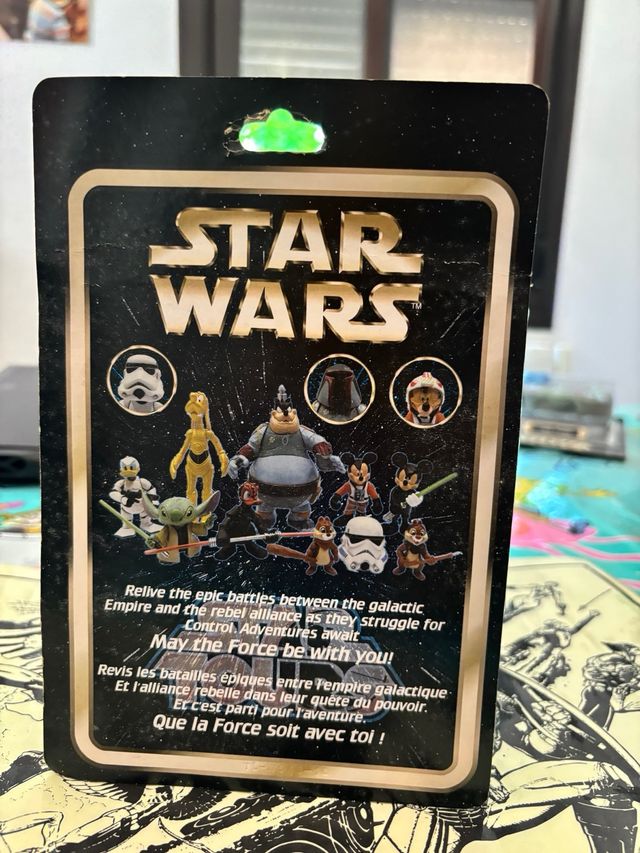 STAR
WARS™
Relive the epic battles between the galactic
Empire and the rebel alliance as they struggle for
Control. Adventures await
May the Force be with you!
TOURS
Revis les batailles épiques entre l'empire galactique
Et l'alliance rebelle dans leur quête du pouvoir.
Et c'est parti pour l'aventure.
Que la Force soit avec toi !